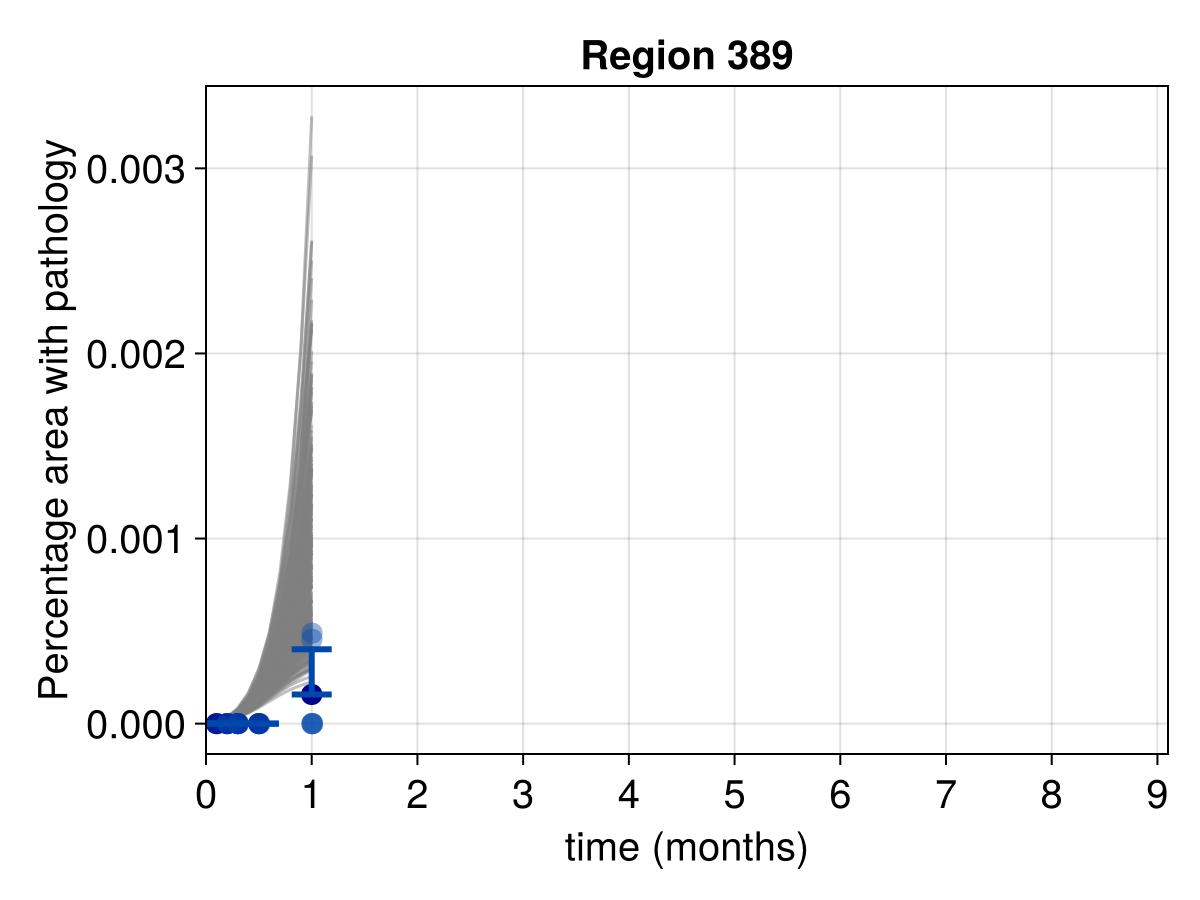 Region 389
Percentage area with pathology
0.003
0.002
0.001
0.000
0 1 2 3 4 5 6 7 8 9
time (months)